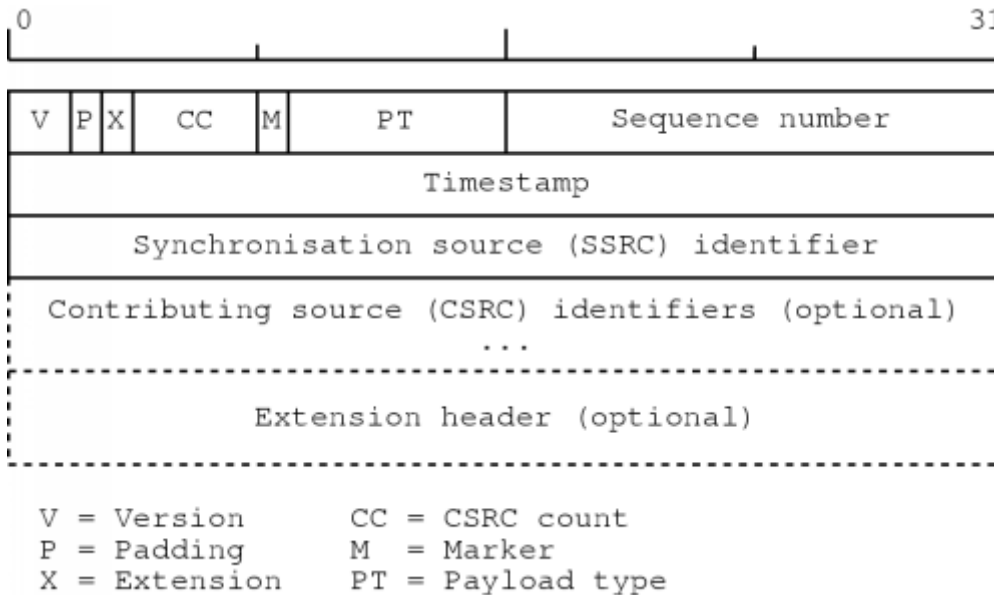 0 31
V P X CC M PT Sequence number
Timestamp
Synchronisation source (SSRC) identifier
Contributing source (CSRC) identifiers (optional)
...
Extension header (optional)
V = Version CC = CSRC count
P = Padding M = Marker
X = Extension PT = Payload type